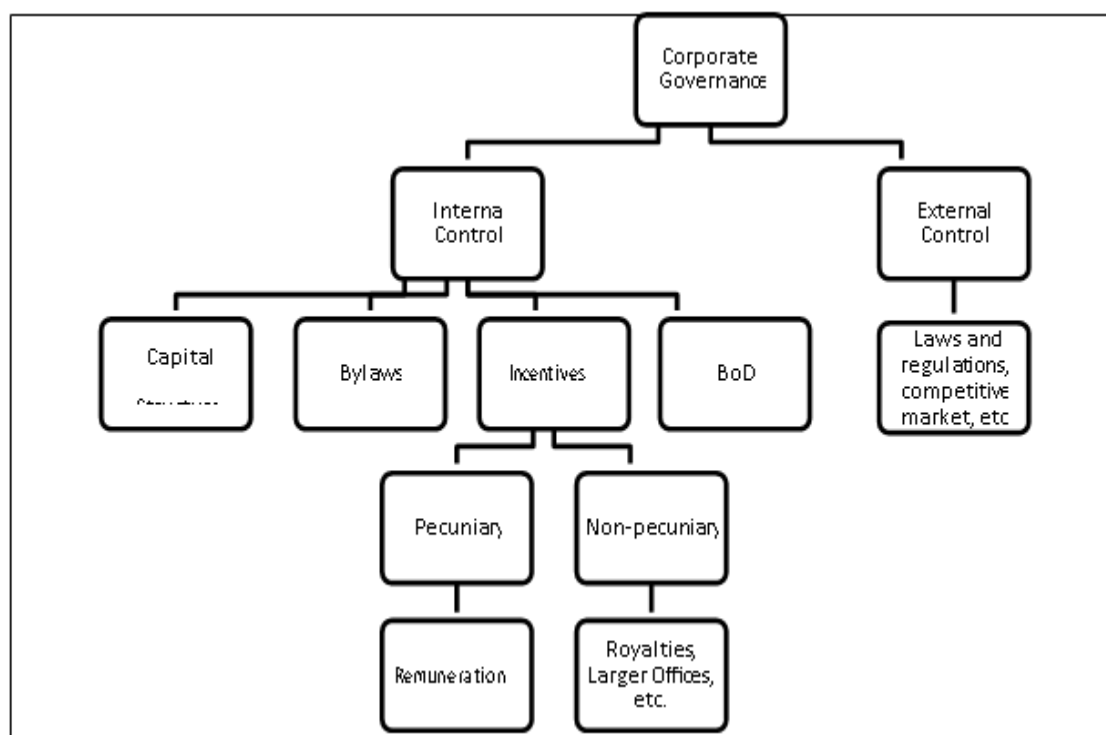 Corporate
Governance
Interna
Control
External
Control
Capital
Bylaws
Incentives
BoD
Laws and
regulations,
competitive
market, etc
Pecuniary
Non-pecuniary
Remuneration
Royalties,
Larger Offices,
etc.